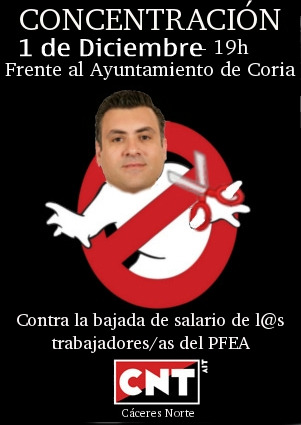 CONCENTRACIÓN
1 de Diciembre - 19h
Frente al Ayuntamiento de Coria
Contra la bajada de salario de l@s
trabajadores/as del PFEA
CNT
AIT
Cáceres Norte